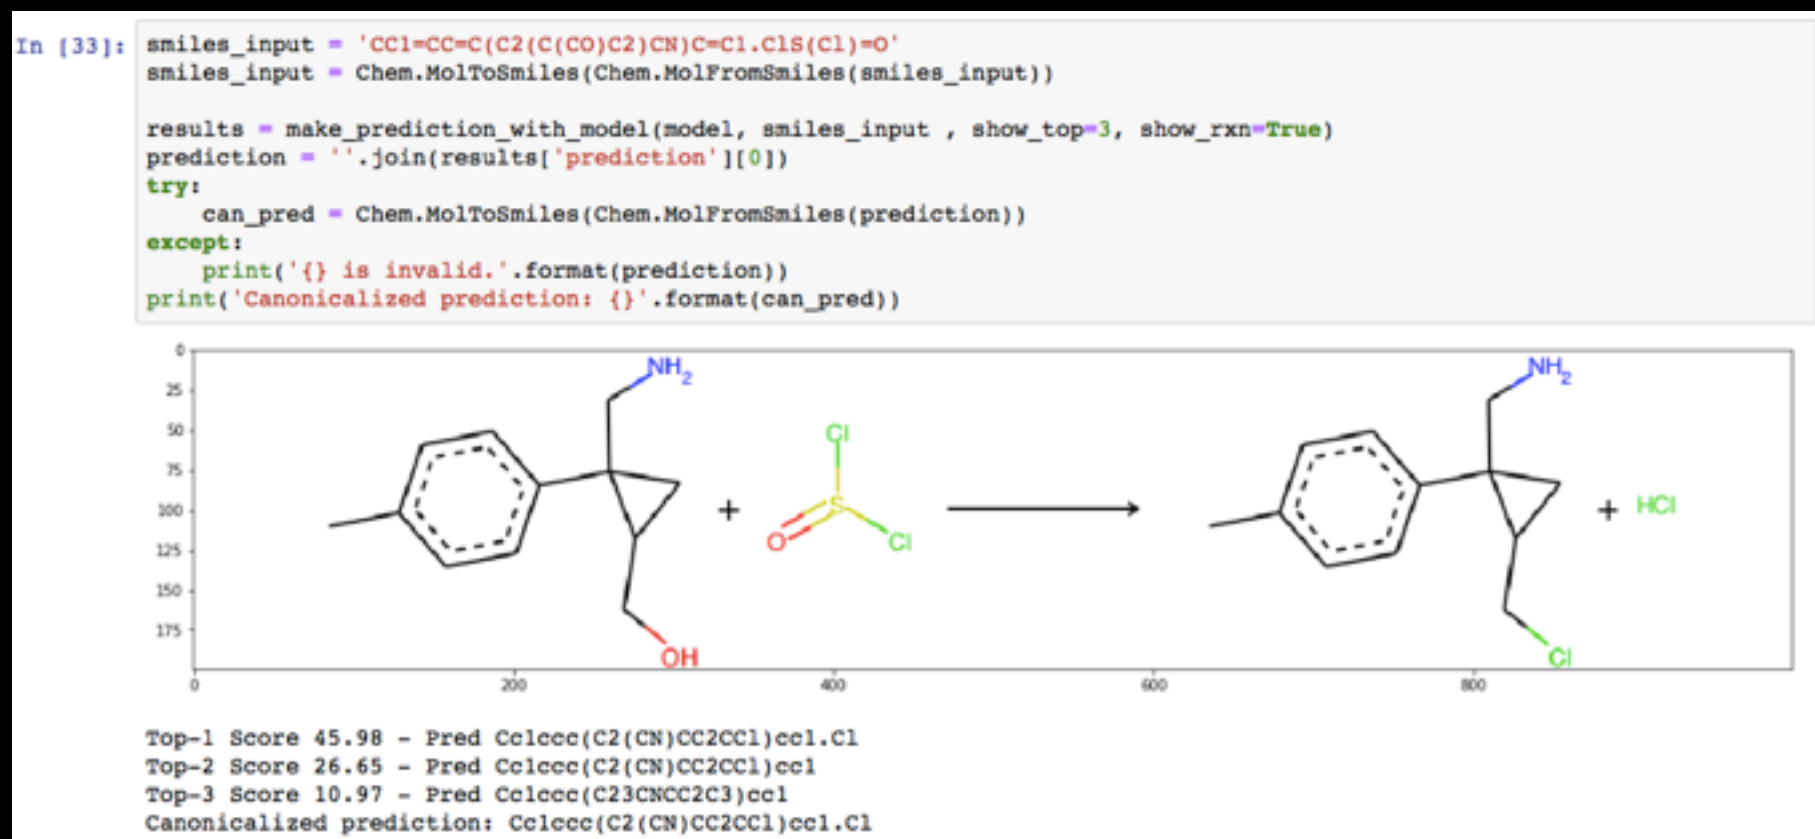 In [33]: smiles_input = 'CC1=CC=C(C2(C(CO)C2)CN)C=C1.ClS(Cl)=O'
smiles_input = Chem.MolToSmiles(Chem.MolFromSmiles(smiles_input))
results = make_prediction_with_model(model, smiles_input , show_top=3, show_rxn=True)
prediction = ''.join(results['prediction'][0])
try:
    can_pred = Chem.MolToSmiles(Chem.MolFromSmiles(prediction))
except:
    print('{} is invalid.'.format(prediction))
print('Canonicalized prediction: {}'.format(can_pred))
0
25
50
75
100
125
150
175
NH2
Cl
S
O
Cl
+
OH
NH2
+ HCl
Cl
0 200 400 600 800
Top-1 Score 45.98 - Pred Cc1ccc(C2(CN)CC2CCl)cc1.Cl
Top-2 Score 26.65 - Pred Cc1ccc(C2(CN)CC2CCl)cc1
Top-3 Score 10.97 - Pred Cc1ccc(C23CNCC2C3)cc1
Canonicalized prediction: Cc1ccc(C2(CN)CC2CCl)cc1.Cl